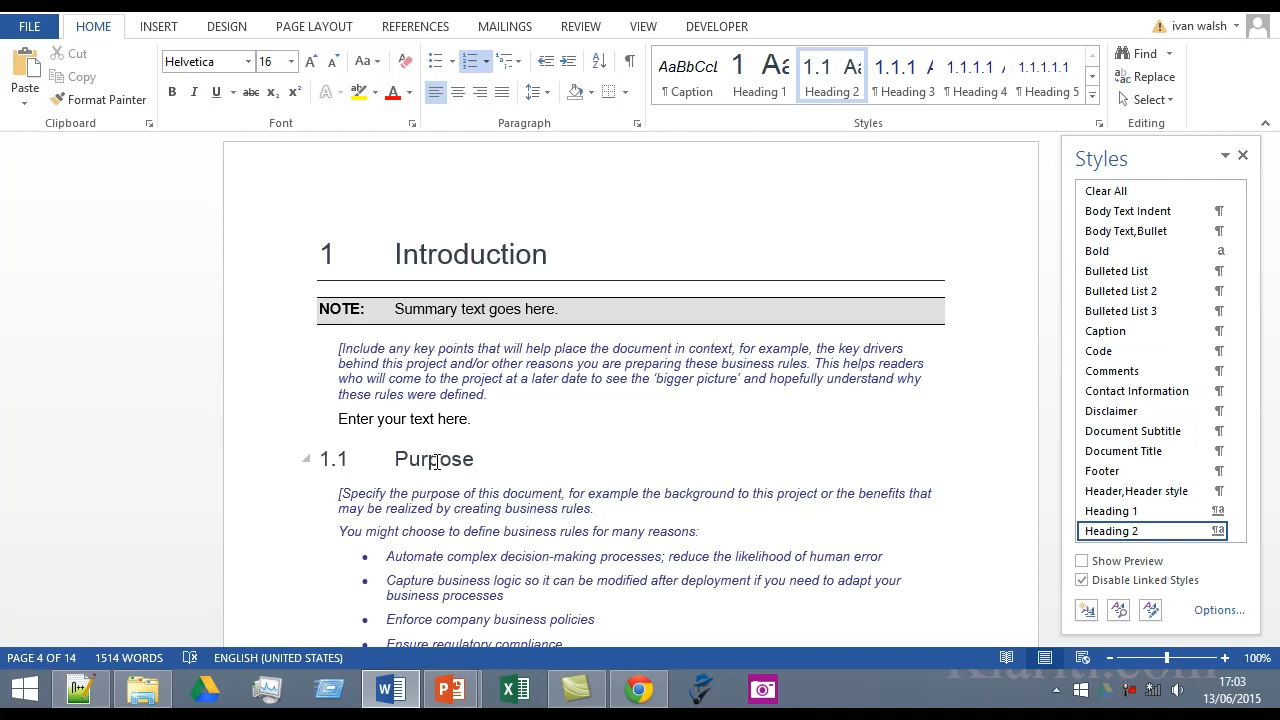 FILE HOME INSERT DESIGN PAGE LAYOUT REFERENCES MAILINGS REVIEW VIEW DEVELOPER ivan walsh
Paste
Cut
Copy
Format Painter
Clipboard
Helvetica 16
Font
Paragraph
AaBbCcL 1 Aa 1.1 Aa 1.1.1 A 1.1.1.1 A 1.1.1.1.1
¶ Caption Heading 1 Heading 2 ¶ Heading 3 ¶ Heading 4 ¶ Heading 5
Styles
Find
Replace
Select
Editing
1 Introduction
NOTE: Summary text goes here.
[Include any key points that will help place the document in context, for example, the key drivers
behind this project and/or other reasons you are preparing these business rules. This helps readers
who will come to the project at a later date to see the ‘bigger picture’ and hopefully understand why
these rules were defined.
Enter your text here.
1.1 Purpose
[Specify the purpose of this document, for example the background to this project or the benefits that
may be realized by creating business rules.
You might choose to define business rules for many reasons:
• Automate complex decision-making processes; reduce the likelihood of human error
• Capture business logic so it can be modified after deployment if you need to adapt your
business processes
• Enforce company business policies
• Ensure regulatory compliance
Styles
Clear All
Body Text Indent ¶
Body Text,Bullet ¶
Bold a
Bulleted List ¶
Bulleted List 2 ¶
Bulleted List 3 ¶
Caption ¶
Code ¶
Comments ¶
Contact Information ¶
Disclaimer ¶
Document Subtitle ¶
Document Title ¶
Footer ¶
Header,Header style ¶
Heading 1 ¶a
Heading 2 ¶a
Show Preview
Disable Linked Styles
Options...
PAGE 4 OF 14 1514 WORDS ENGLISH (UNITED STATES) 100%
Klariti.com
17:03
13/06/2015